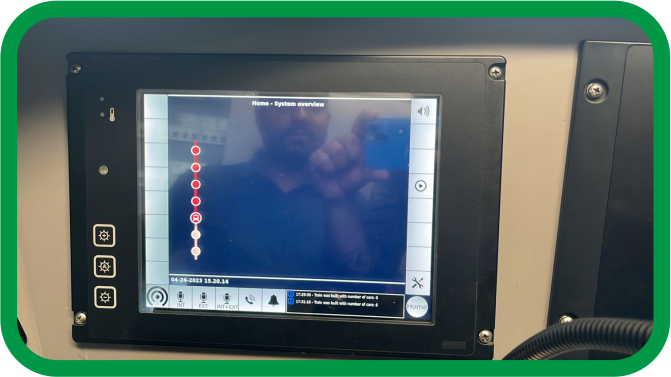 Home - System overview
04-24-2023 15.20.14
INT
EXT
INT+EXT
17:29:36 - Train was built with number of cars: 6
17:31:16 - Train was built with number of cars: 6
Home